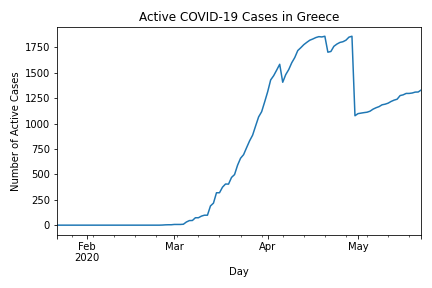 Active COVID-19 Cases in Greece
Number of Active Cases
1750
1500
1250
1000
750
500
250
0
Feb
2020
Mar
Apr
May
Day